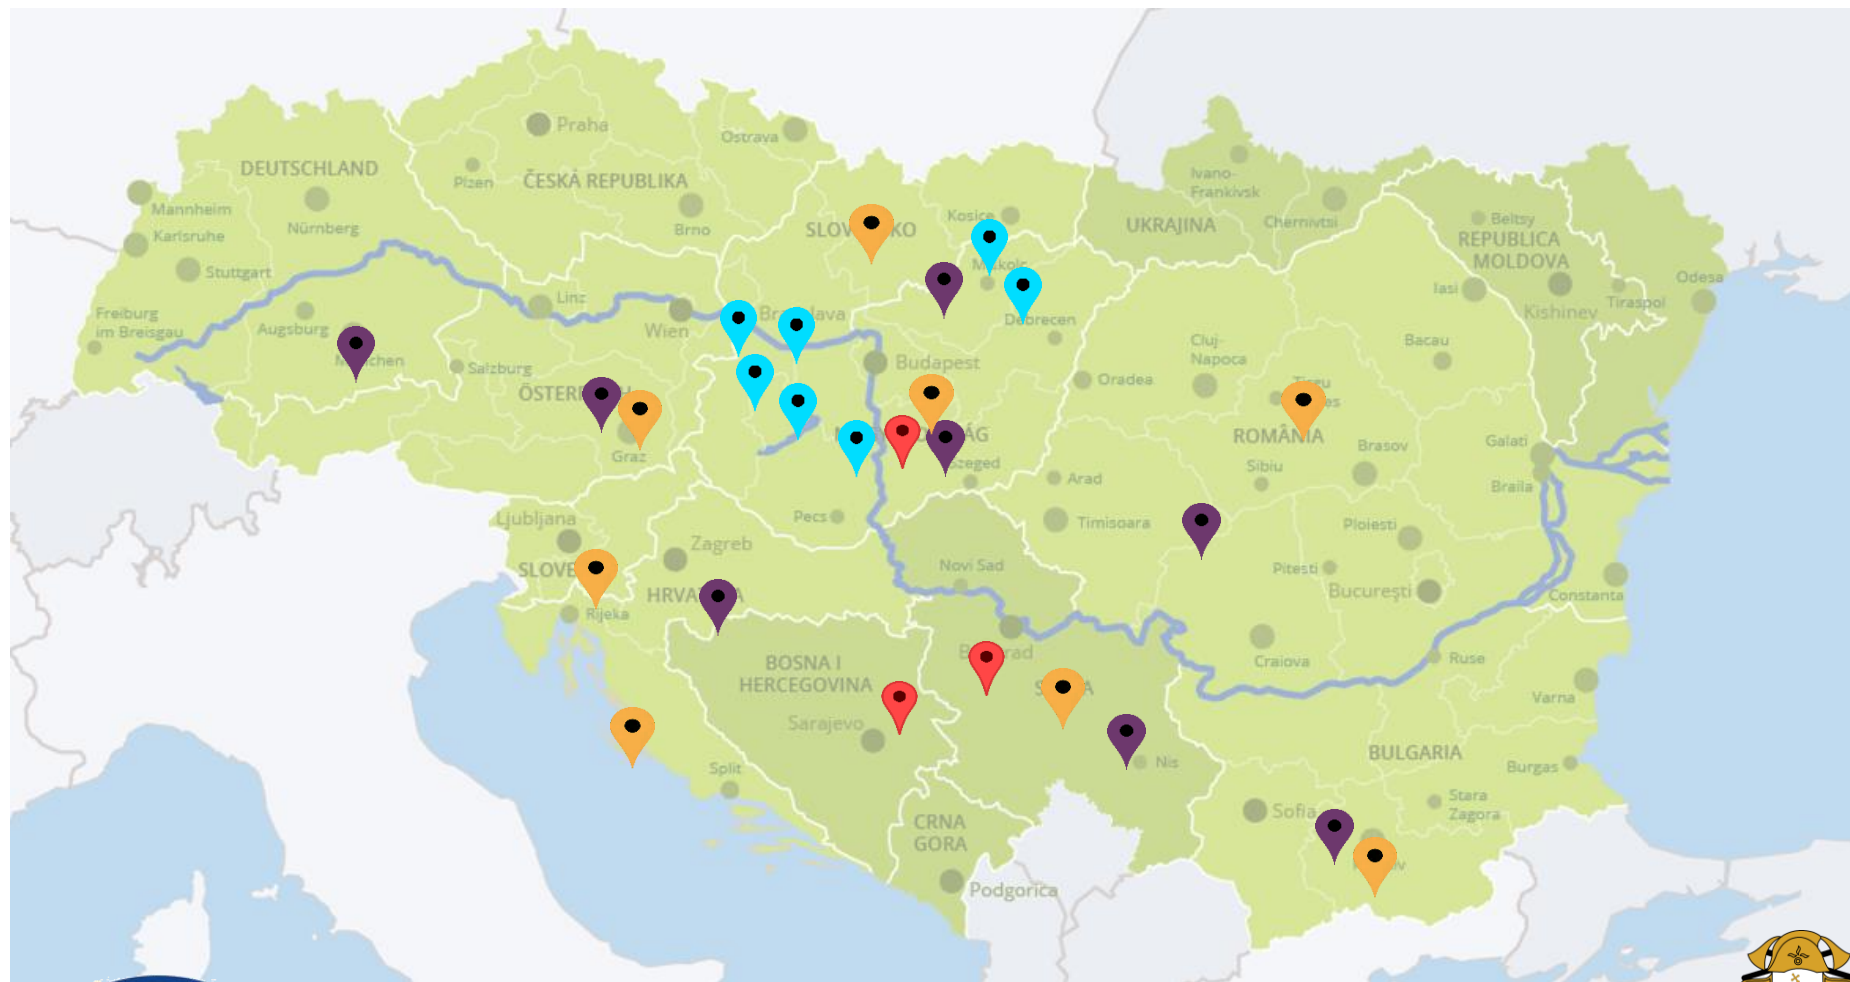 Praha
Ostrava
DEUTSCHLAND
Plzen
ČESKÁ REPUBLIKA
Ivano-
Frankivsk
Mannheim
Nürnberg
Brno
Kosice
UKRAJINA
Chernivtsi
Beltsy
Karlsruhe
REPUBLICA
MOLDOVA
Stuttgart
Odesa
Iasi
Tiraspol
Linz
Kishinev
Freiburg
im Breisgau
Augsburg
Wien
Debrecen
Cluj-
Napoca
Bacau
Salzburg
Budapest
Oradea
ROMÂNIA
Galati
Brasov
Graz
Szeged
Sibiu
Arad
Braila
Ljubljana
Pecs
Timisoara
Ploiesti
Zagreb
Novi Sad
Pitesti
Bucureşti
Constanta
Rijeka
BOSNA I
HERCEGOVINA
Craiova
Ruse
Varna
Sarajevo
BULGARIA
Split
Nis
Burgas
Stara
Zagora
Sofia
CRNA
GORA
Podgorica